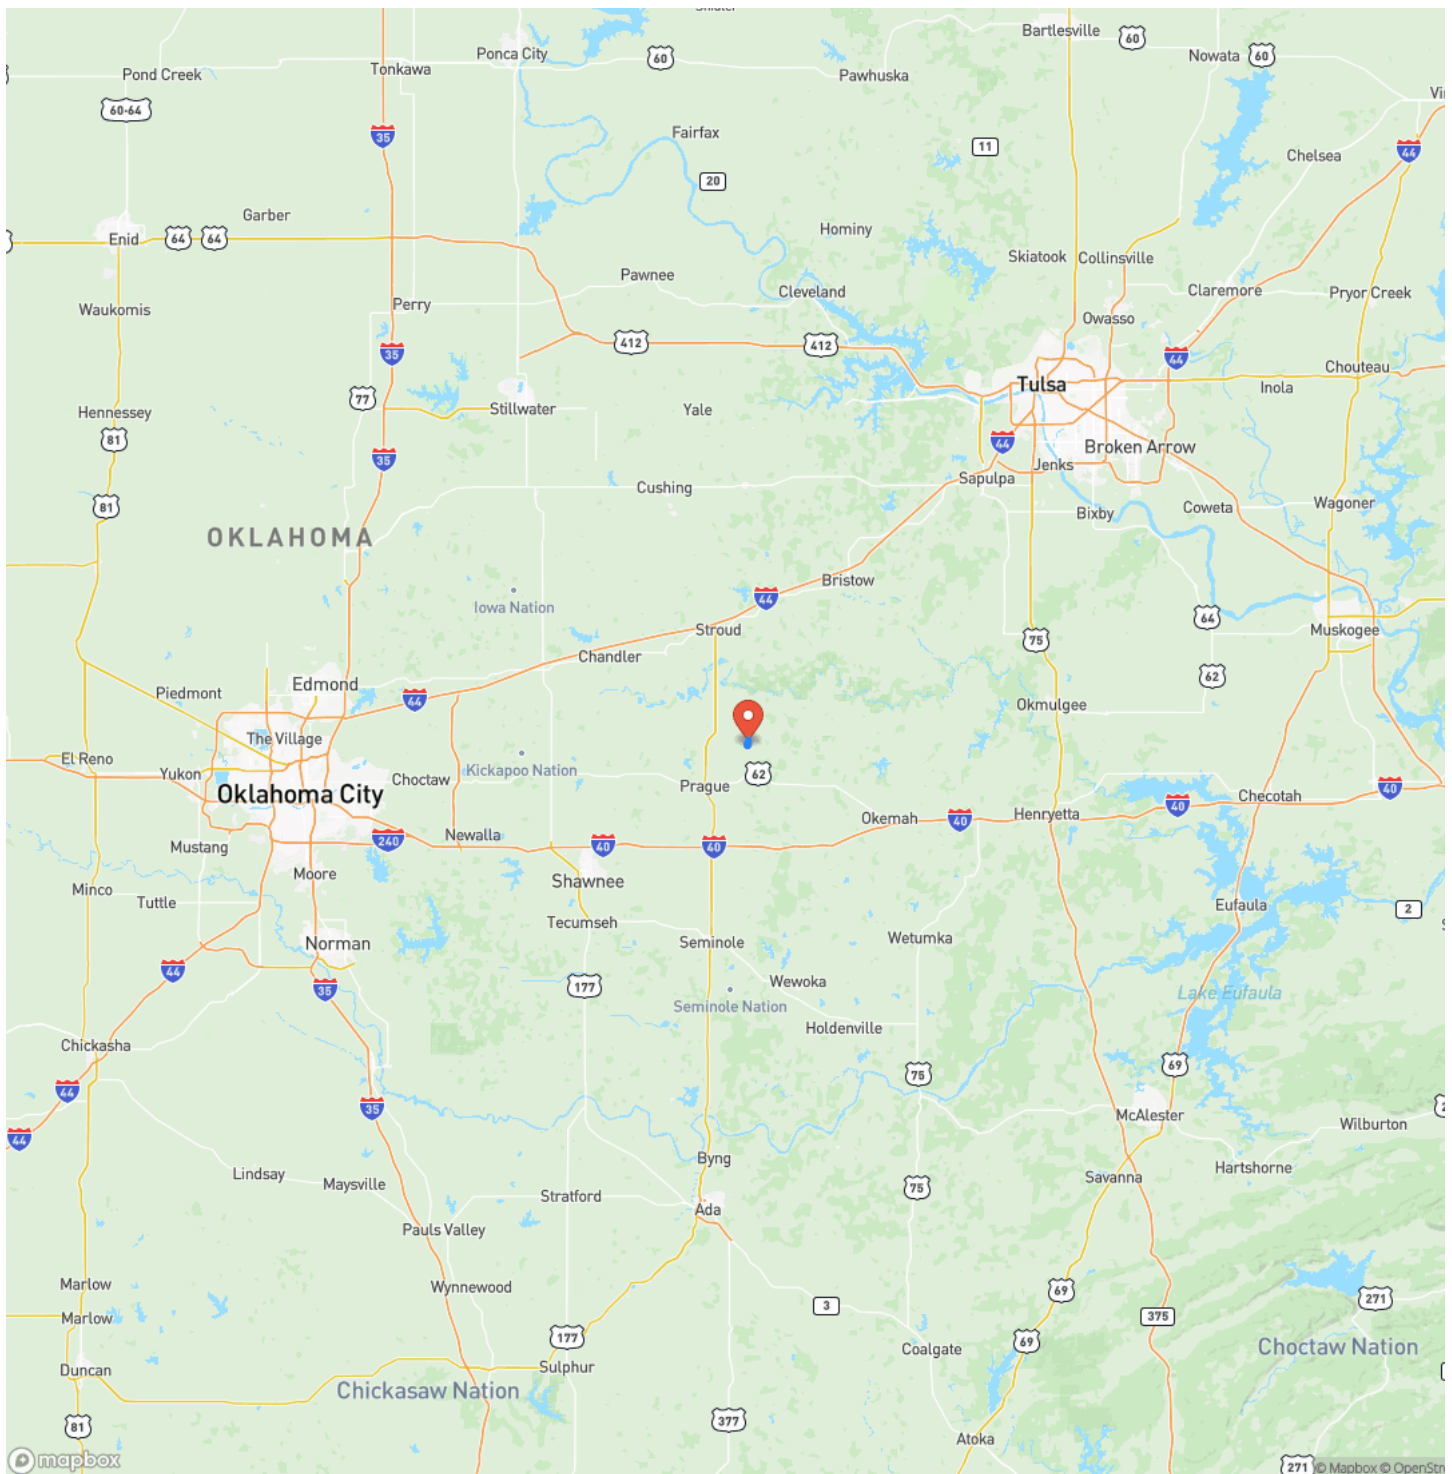 Bartlesville
60
Ponca City
60
Nowata
60
Tonkawa
Pond Creek
Pawhuska
60-64
35
Fairfax
11
44
Chelsea
20
Garber
Hominy
Enid
64
64
Skiatook
Collinsville
Pawnee
Cleveland
Claremore
Pryor Creek
Perry
Waukomis
Owasso
412
412
35
44
Chouteau
Tulsa
Inola
77
Stillwater
Yale
Hennessey
81
44
Broken Arrow
35
Jenks
Sapulpa
Cushing
Wagoner
81
Coweta
Bixby
OKLAHOMA
Bristow
44
Iowa Nation
64
Stroud
Muskogee
75
Chandler
62
Edmond
Piedmont
44
Okmulgee
The Village
El Reno
Yukon
Kickapoo Nation
62
Choctaw
Prague
40
Oklahoma City
Checotah
40
Henryetta
Okemah
40
Newalla
240
40
40
Mustang
Moore
Shawnee
Minco
Tuttle
Eufaula
2
Tecumseh
Norman
Seminole
Wetumka
44
Wewoka
177
35
Lake Eufaula
Seminole Nation
Holdenville
Chickasha
69
75
44
35
McAlester
Wilburton
44
Byng
Hartshorne
Lindsay
Savanna
Maysville
75
Stratford
Ada
Pauls Valley
Marlow
Wynnewood
69
271
3
375
Marlow
177
69
Choctaw Nation
Coalgate
Sulphur
Duncan
Chickasaw Nation
377
81
Atoka
mapbox
271
© Mapbox © OpenStr